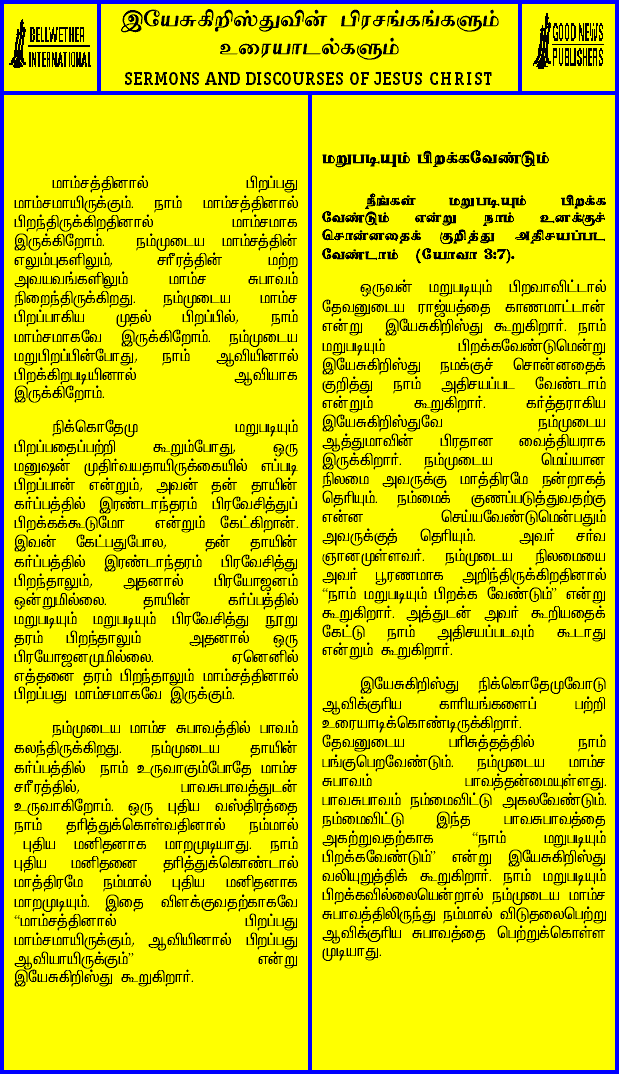 BELLWETHER
INTERNATIONAL
இயேசுகிறிஸ்துவின் பிரசங்கங்களும்
உரையாடல்களும்
SERMONS AND DISCOURSES OF JESUS CHRIST
GOOD NEWS
PUBLISHERS
மாம்சத்தினால் பிறப்பது
மாம்சமாயிருக்கும். நாம் மாம்சத்தினால்
பிறந்திருக்கிறதினால் மாம்சமாக
இருக்கிறோம். நம்முடைய மாம்சத்தின்
எலும்புகளிலும், சரீரத்தின் மற்ற
அவயவங்களிலும் மாம்ச சுபாவம்
நிறைந்திருக்கிறது. நம்முடைய மாம்ச
பிறப்பாகிய முதல் பிறப்பில், நாம்
மாம்சமாகவே இருக்கிறோம். நம்முடைய
மறுபிறப்பின்போது, நாம் ஆவியினால்
பிறக்கிறபடியினால் ஆவியாக
இருக்கிறோம்.
நிக்கொதேமு மறுபடியும்
பிறப்பதைப்பற்றி கூறும்போது, ஒரு
மனுஷன் முதிர்வயதாயிருக்கையில் எப்படி
பிறப்பான் என்றும், அவன் தன் தாயின்
கர்ப்பத்தில் இரண்டாந்தரம் பிரவேசித்துப்
பிறக்கக்கூடுமோ என்றும் கேட்கிறான்.
இவன் கேட்பதுபோல, தன் தாயின்
கர்ப்பத்தில் இரண்டாந்தரம் பிரவேசித்து
பிறந்தாலும், அதனால் பிரயோஜனம்
ஒன்றுமில்லை. தாயின் கர்ப்பத்தில்
மறுபடியும் மறுபடியும் பிரவேசித்து நூறு
தரம் பிறந்தாலும் அதனால் ஒரு
பிரயோஜனமுமில்லை. ஏனெனில்
எத்தனை தரம் பிறந்தாலும் மாம்சத்தினால்
பிறப்பது மாம்சமாகவே இருக்கும்.
நம்முடைய மாம்ச சுபாவத்தில் பாவம்
கலந்திருக்கிறது. நம்முடைய தாயின்
கர்ப்பத்தில் நாம் உருவாகும்போதே மாம்ச
சரீரத்தில், பாவசுபாவத்துடன்
உருவாகிறோம். ஒரு புதிய வஸ்திரத்தை
நாம் தரித்துக்கொள்வதினால் நம்மால்
புதிய மனிதனாக மாறமுடியாது. நாம்
புதிய மனிதனை தரித்துக்கொண்டால்
மாத்திரமே நம்மால் புதிய மனிதனாக
மாறமுடியும். இதை விளக்குவதற்காகவே
“மாம்சத்தினால் பிறப்பது
மாம்சமாயிருக்கும், ஆவியினால் பிறப்பது
ஆவியாயிருக்கும்” என்று
இயேசுகிறிஸ்து கூறுகிறார்.
மறுபடியும் பிறக்கவேண்டும்
நீங்கள் மறுபடியும் பிறக்க
வேண்டும் என்று நாம் உனக்குச்
சொன்னதைக் குறித்து அதிசயப்பட
வேண்டாம் (யோவா 3:7).
ஒருவன் மறுபடியும் பிறவாவிட்டால்
தேவனுடைய ராஜ்யத்தை காணமாட்டான்
என்று இயேசுகிறிஸ்து கூறுகிறார். நாம்
மறுபடியும் பிறக்கவேண்டுமென்று
இயேசுகிறிஸ்து நமக்குச் சொன்னதைக்
குறித்து நாம் அதிசயப்பட வேண்டாம்
என்றும் கூறுகிறார். கர்த்தராகிய
இயேசுகிறிஸ்துவே நம்முடைய
ஆத்துமாவின் பிரதான வைத்தியராக
இருக்கிறார். நம்முடைய மெய்யான
நிலமை அவருக்கு மாத்திரமே நன்றாகத்
தெரியும். நம்மைக் குணப்படுத்துவதற்கு
என்ன செய்யவேண்டுமென்பதும்
அவருக்குத் தெரியும். அவர் சர்வ
ஞானமுள்ளவர். நம்முடைய நிலமையை
அவர் பூரணமாக அறிந்திருக்கிறதினால்
“நாம் மறுபடியும் பிறக்க வேண்டும்” என்று
கூறுகிறார். அத்துடன் அவர் கூறியதைக்
கேட்டு நாம் அதிசயப்படவும் கூடாது
என்றும் கூறுகிறார்.
இயேசுகிறிஸ்து நிக்கொதேமுவோடு
ஆவிக்குரிய காரியங்களைப் பற்றி
உரையாடிக்கொண்டிருக்கிறார்.
தேவனுடைய பரிசுத்தத்தில் நாம்
பங்குபெறவேண்டும். நம்முடைய மாம்ச
சுபாவம் பாவத்தன்மையுள்ளது.
பாவசுபாவம் நம்மைவிட்டு அகலவேண்டும்.
நம்மைவிட்டு இந்த பாவசுபாவத்தை
அகற்றுவதற்காக “நாம் மறுபடியும்
பிறக்கவேண்டும்” என்று இயேசுகிறிஸ்து
வலியுறுத்திக் கூறுகிறார். நாம் மறுபடியும்
பிறக்கவில்லையென்றால் நம்முடைய மாம்ச
சுபாவத்திலிருந்து நம்மால் விடுதலைபெற்று
ஆவிக்குரிய சுபாவத்தை பெற்றுக்கொள்ள
முடியாது.